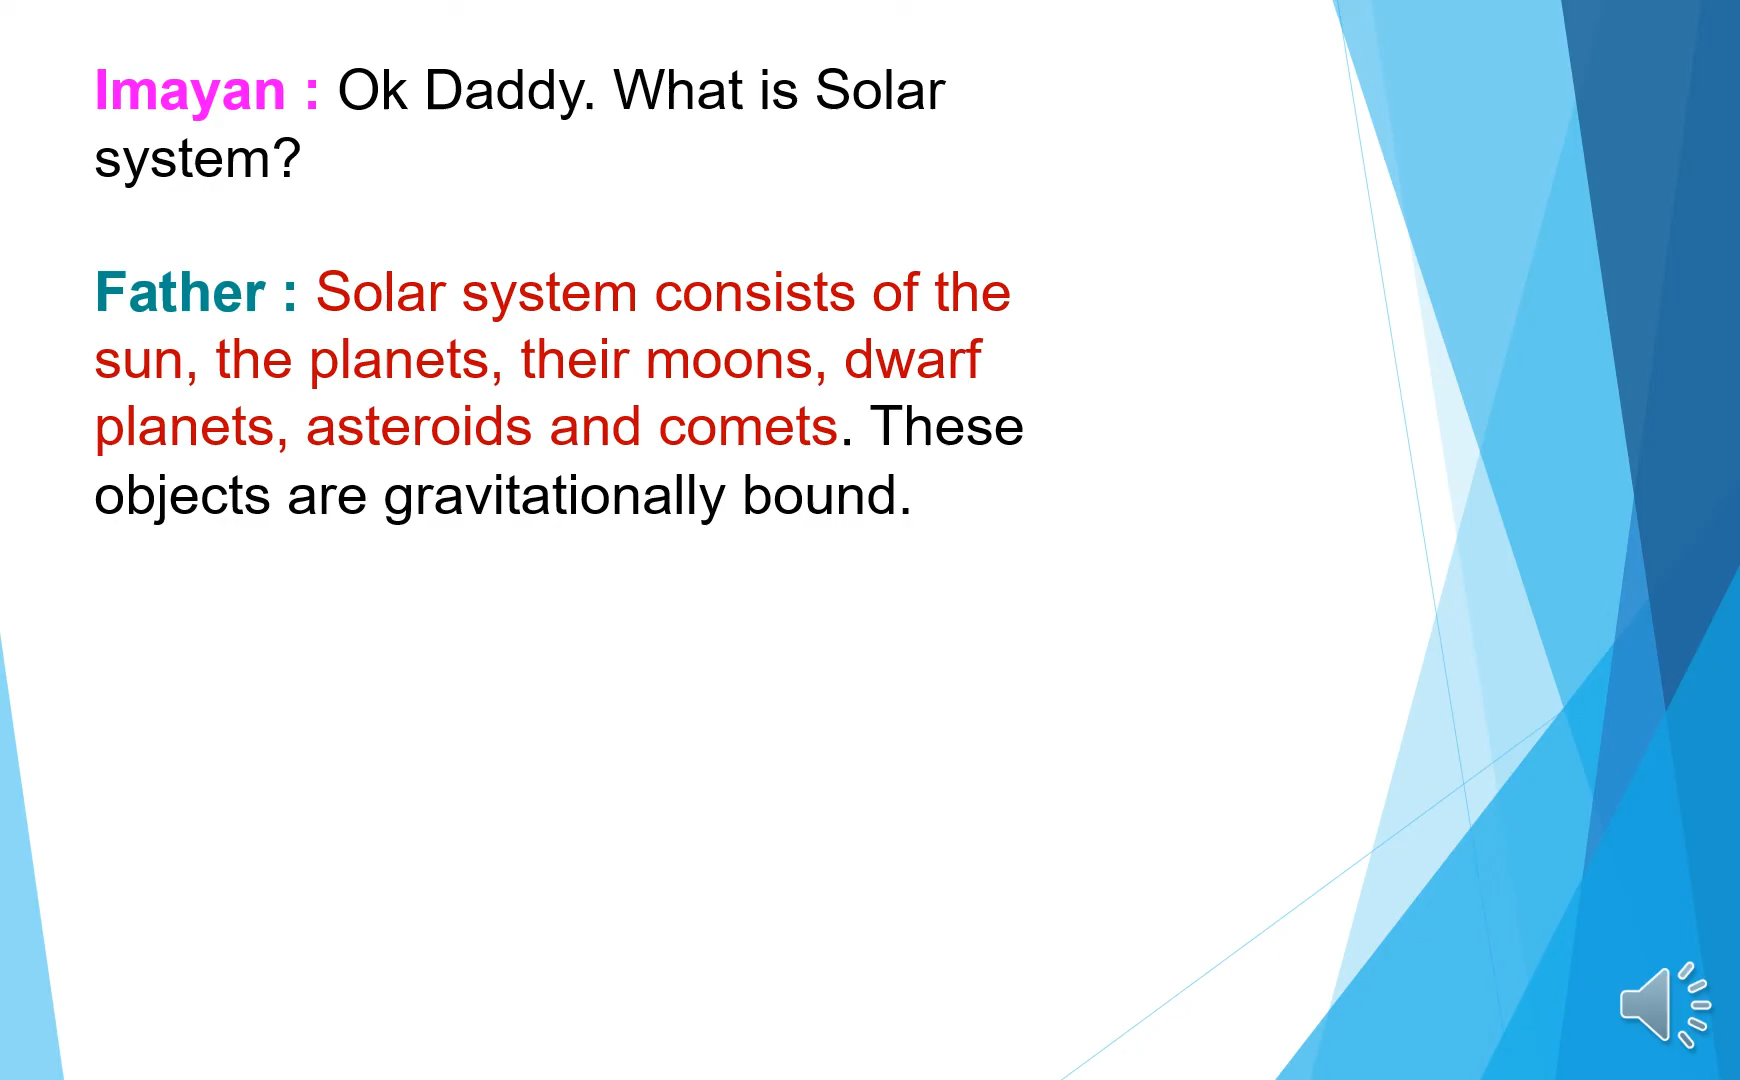 Imayan : Ok Daddy. What is Solar
system?
Father : Solar system consists of the
sun, the planets, their moons, dwarf
planets, asteroids and comets. These
objects are gravitationally bound.